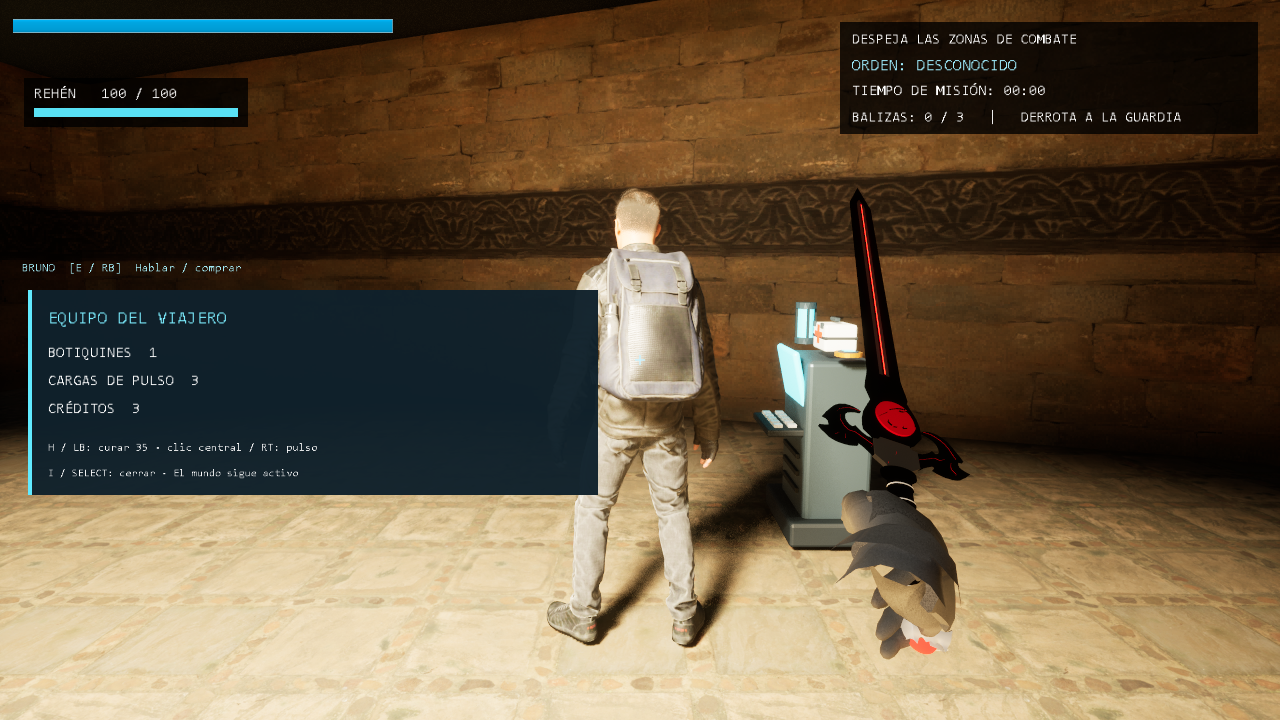 DESPEJA LAS ZONAS DE COMBATE
ORDEN: DESCONOCIDO
TIEMPO DE MISIÓN: 00:00
BALIZAS: 0 / 3 | DERROTA A LA GUARDIA
REHÉN 100 / 100
BRUNO [E / RB] Hablar / comprar
EQUIPO DEL VIAJERO
BOTIQUINES 1
CARGAS DE PULSO 3
CRÉDITOS 3
H / LB: curar 35 · clic central / RT: pulso
I / SELECT: cerrar · El mundo sigue activo